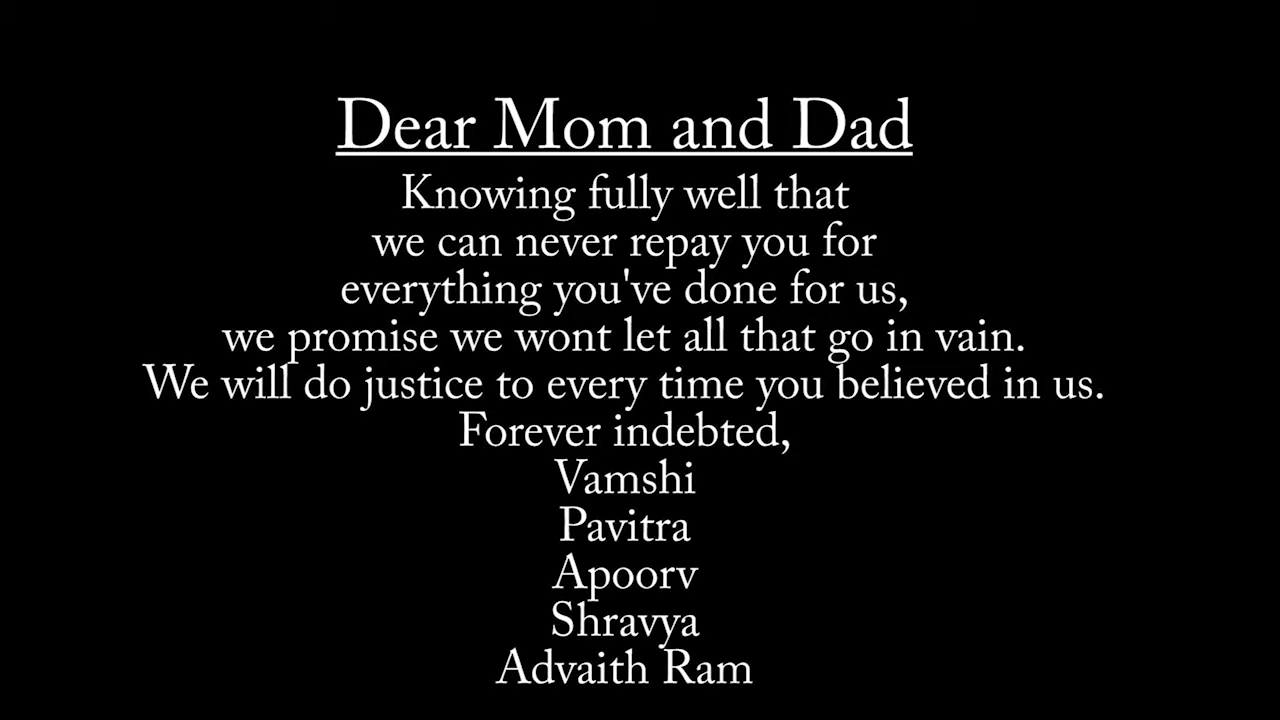 Dear Mom and Dad
Knowing fully well that
we can never repay you for
everything you've done for us,
we promise we wont let all that go in vain.
We will do justice to every time you believed in us.
Forever indebted,
Vamshi
Pavitra
Apoorv
Shravya
Advaith Ram